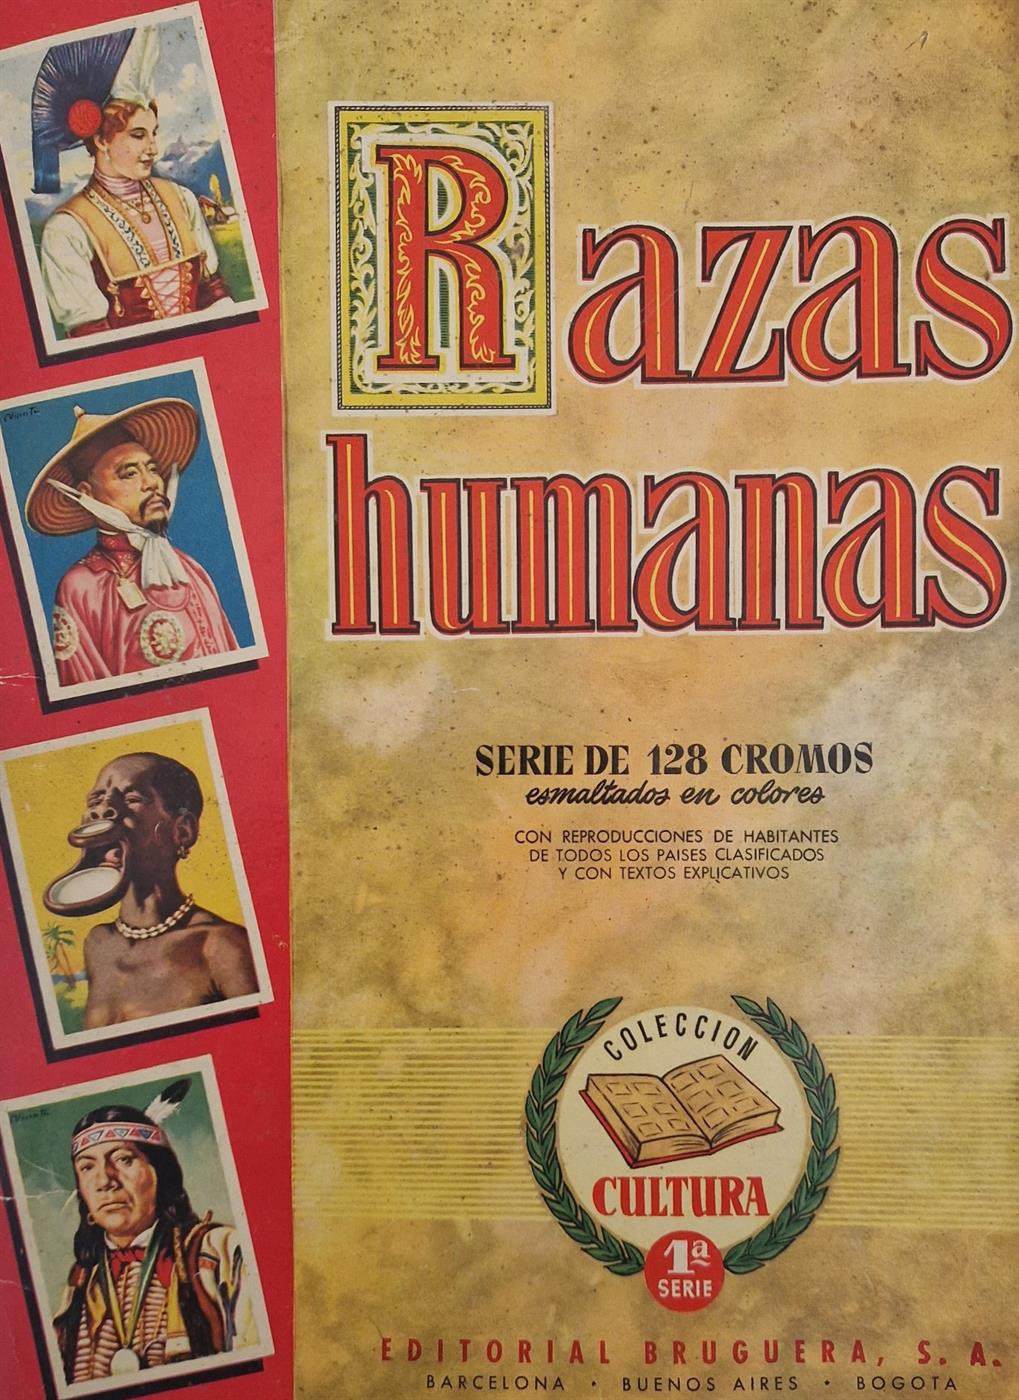 Razas
humanas
SERIE DE 128 CROMOS
esmaltados en colores
CON REPRODUCCIONES DE HABITANTES
DE TODOS LOS PAISES CLASIFICADOS
Y CON TEXTOS EXPLICATIVOS
COLECCION
CULTURA
1ª
SERIE
EDITORIAL BRUGUERA, S. A.
BARCELONA · BUENOS AIRES · BOGOTA